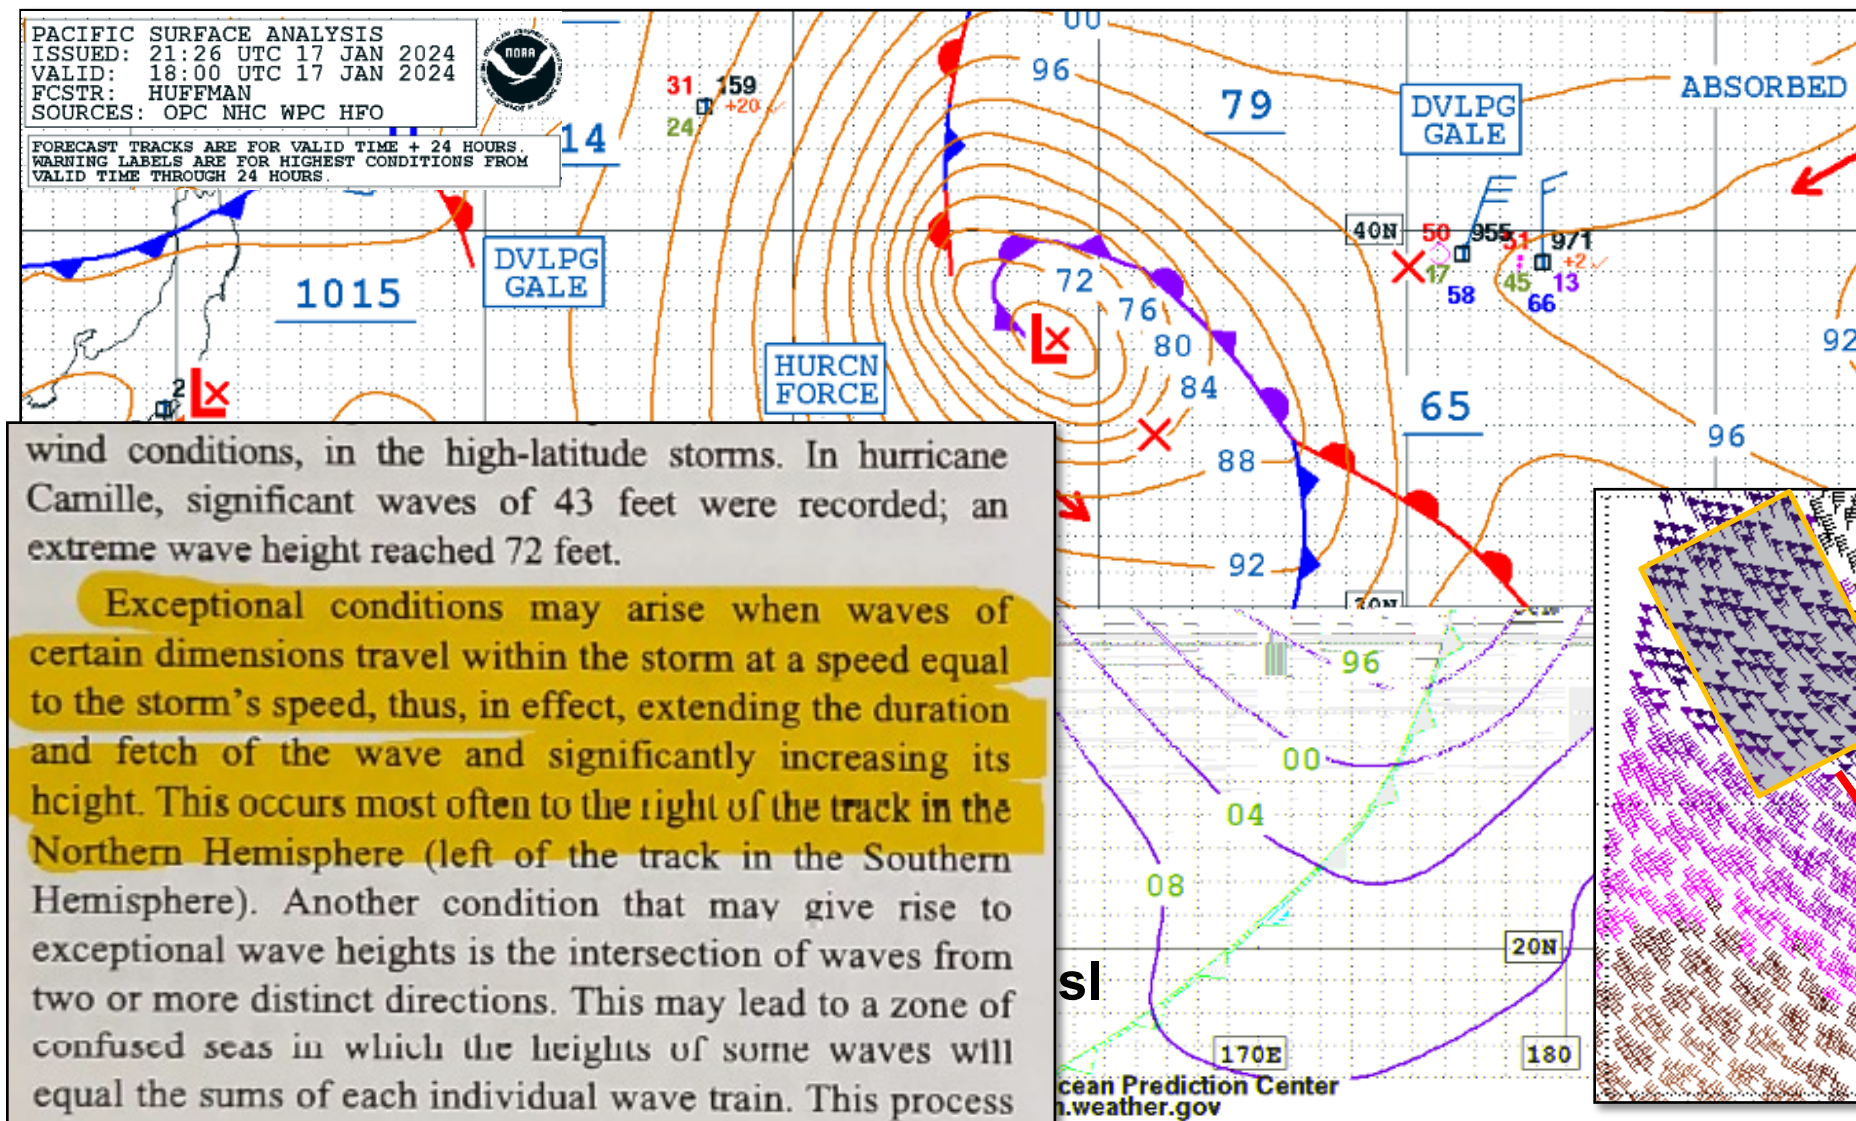 PACIFIC SURFACE ANALYSIS
ISSUED: 21:26 UTC 17 JAN 2024
VALID: 18:00 UTC 17 JAN 2024
FCSTR: HUFFMAN
SOURCES: OPC NHC WPC HFO
FORECAST TRACKS ARE FOR VALID TIME + 24 HOURS.
WARNING LABELS ARE FOR HIGHEST CONDITIONS FROM
VALID TIME THROUGH 24 HOURS.
NOAA
14
31 159
+20
24
00
96
79
DVLPG
GALE
ABSORBED
40N
50 955
17
58
51 971
+2
45 13
66
DVLPG
GALE
1015
HURCN
FORCE
L
72
76
80
84
88
92
65
92
96
2
L
30N
wind conditions, in the high-latitude storms. In hurricane
Camille, significant waves of 43 feet were recorded; an
extreme wave height reached 72 feet.
Exceptional conditions may arise when waves of
certain dimensions travel within the storm at a speed equal
to the storm's speed, thus, in effect, extending the duration
and fetch of the wave and significantly increasing its
height. This occurs most often to the right of the track in the
Northern Hemisphere (left of the track in the Southern
Hemisphere). Another condition that may give rise to
exceptional wave heights is the intersection of waves from
two or more distinct directions. This may lead to a zone of
confused seas in which the heights of some waves will
equal the sums of each individual wave train. This process
96
00
04
08
20N
sl
170E
180
cean Prediction Center
n.weather.gov